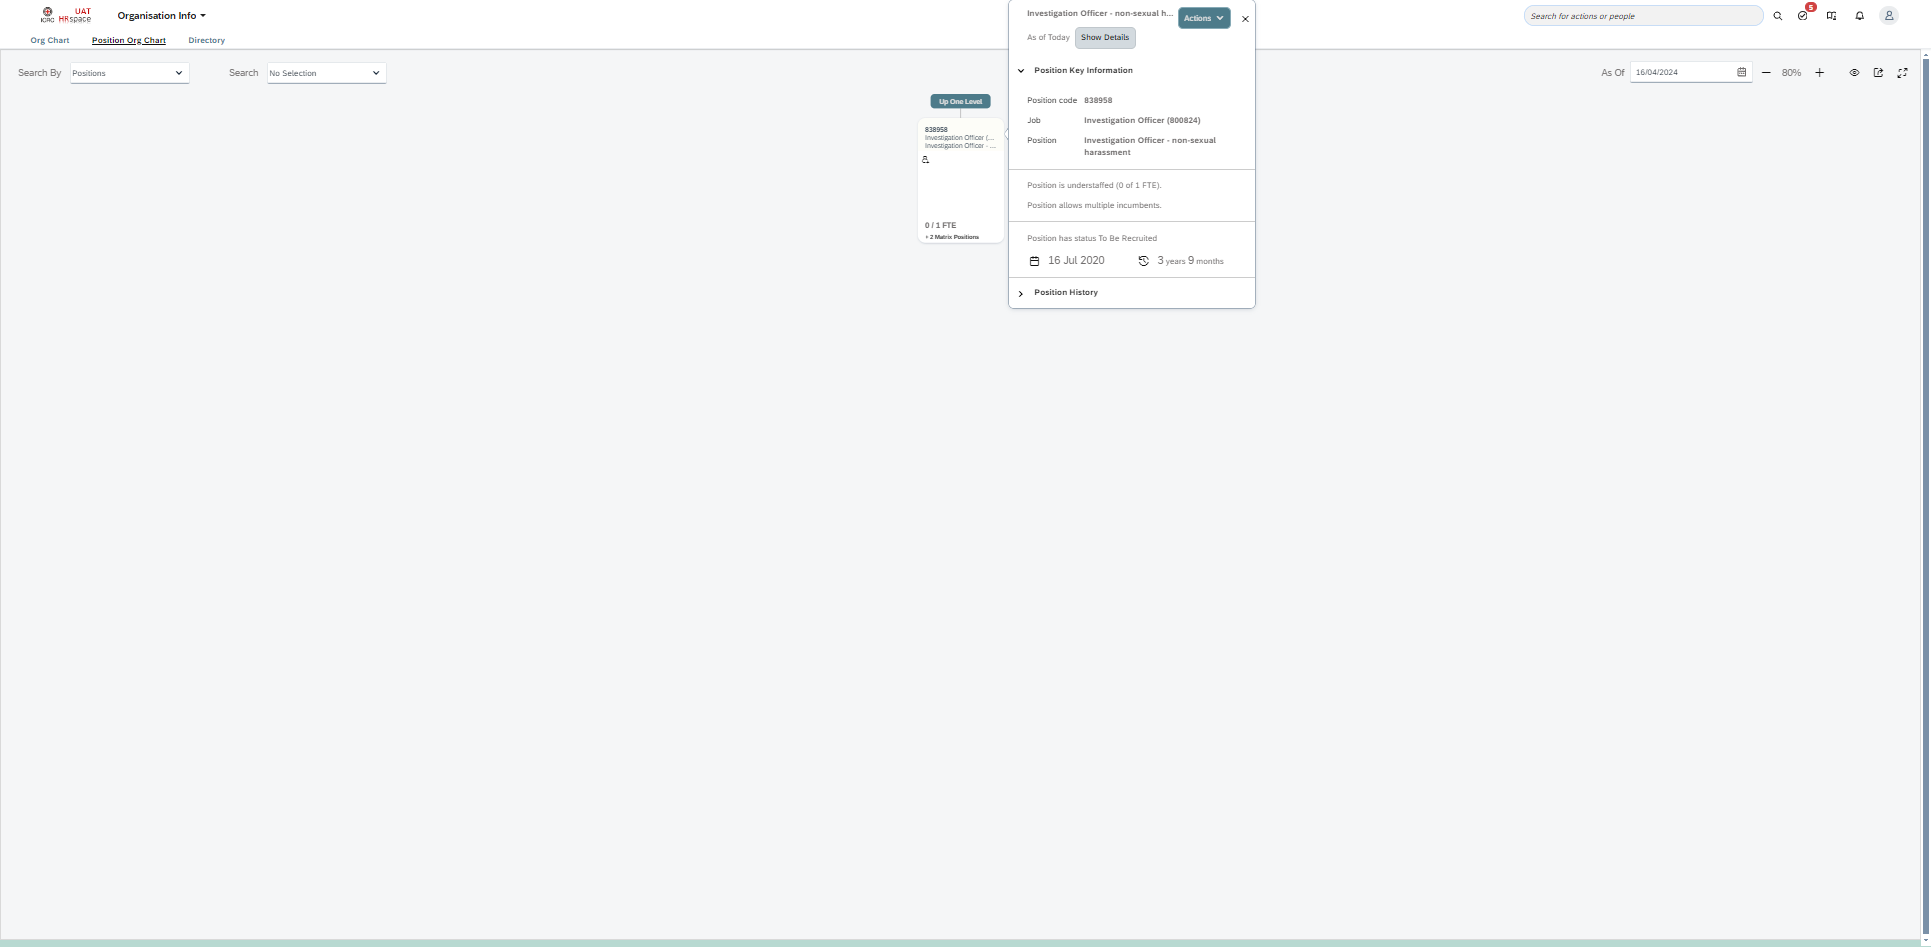 ICRC
UAT
HRspace
Organisation Info
Search for actions or people
5
Org Chart
Position Org Chart
Directory
Search By
Positions
Search
No Selection
As Of
16/04/2024
80%
Up One Level
838958
Investigation Officer (...
Investigation Officer - ...
0 / 1 FTE
2 Matrix Positions
Investigation Officer - non-sexual h...
Actions
As of Today
Show Details
Position Key Information
Position code 838958
Job Investigation Officer (800824)
Position Investigation Officer - non-sexual
harassment
Position is understaffed (0 of 1 FTE).
Position allows multiple incumbents.
Position has status To Be Recruited
16 Jul 2020
3 years 9 months
Position History